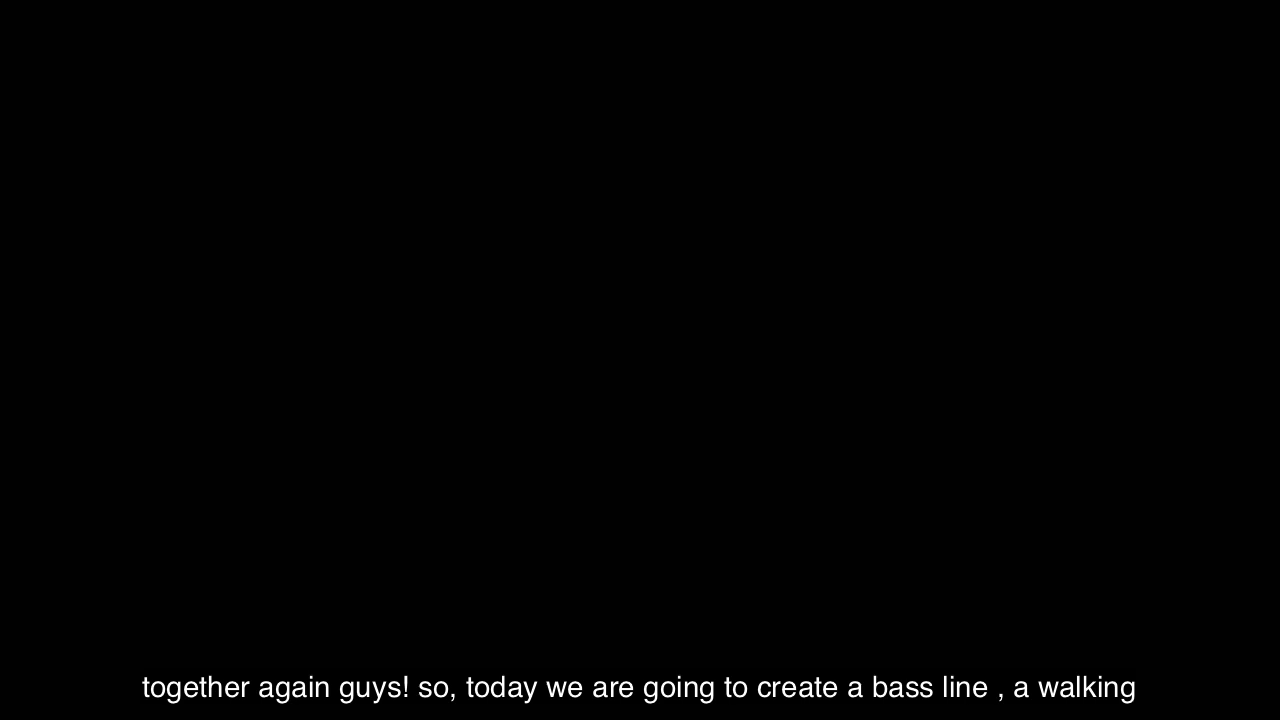 together again guys! so, today we are going to create a bass line , a walking